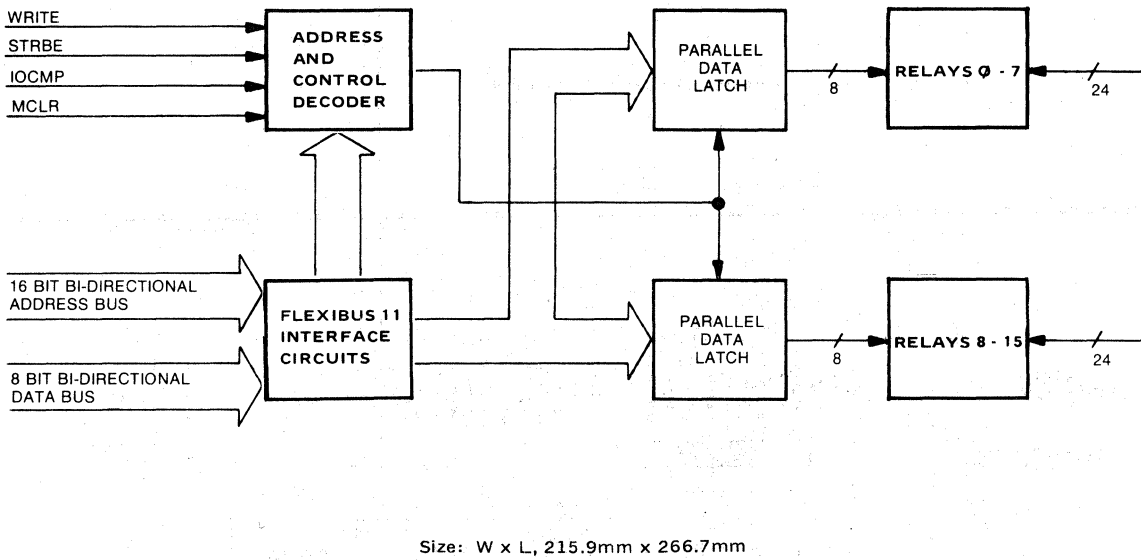 WRITE
STRBE
IOCMP
MCLR
ADDRESS
AND
CONTROL
DECODER
PARALLEL
DATA
LATCH
8
RELAYS Ø - 7
24
16 BIT BI-DIRECTIONAL
ADDRESS BUS
8 BIT BI-DIRECTIONAL
DATA BUS
FLEXIBUS 11
INTERFACE
CIRCUITS
PARALLEL
DATA
LATCH
8
RELAYS 8 - 15
24
Size: W x L, 215.9mm x 266.7mm